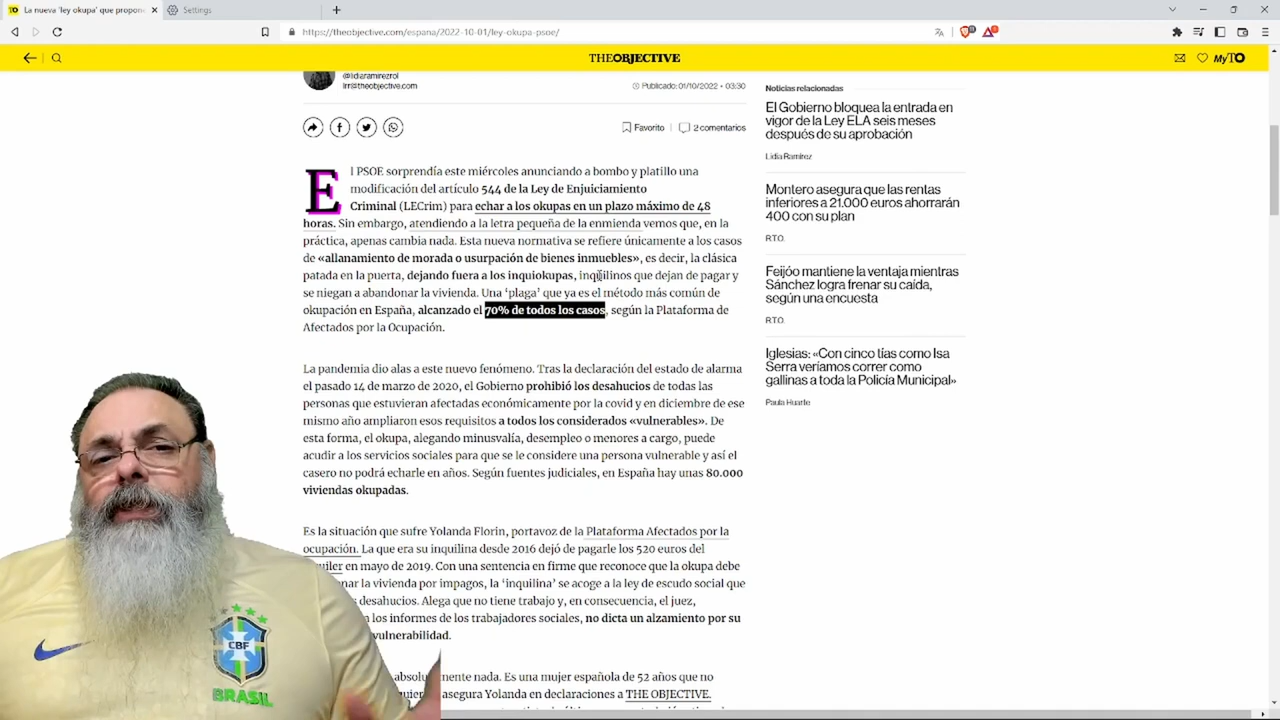 La nueva 'ley okupa' que propon
Settings
https://theobjective.com/espana/2022-10-01/ley-okupa-psoe/
THEOBJECTIVE
MyTO
@lidiaramirezrol
lrr@theobjective.com
Publicado: 01/10/2022 • 03:30
Favorito
2 comentarios
El PSOE sorprendía este miércoles anunciando a bombo y platillo una
modificación del artículo 544 de la Ley de Enjuiciamiento
Criminal (LECrim) para echar a los okupas en un plazo máximo de 48
horas. Sin embargo, atendiendo a la letra pequeña de la enmienda vemos que, en la
práctica, apenas cambia nada. Esta nueva normativa se refiere únicamente a los casos
de «allanamiento de morada o usurpación de bienes inmuebles», es decir, la clásica
patada en la puerta, dejando fuera a los inquiokupas, inquilinos que dejan de pagar y
se niegan a abandonar la vivienda. Una 'plaga' que ya es el método más común de
okupación en España, alcanzado el 70% de todos los casos, según la Plataforma de
Afectados por la Ocupación.
La pandemia dio alas a este nuevo fenómeno. Tras la declaración del estado de alarma
el pasado 14 de marzo de 2020, el Gobierno prohibió los desahucios de todas las
personas que estuvieran afectadas económicamente por la covid y en diciembre de ese
mismo año ampliaron esos requisitos a todos los considerados «vulnerables». De
esta forma, el okupa, alegando minusvalía, desempleo o menores a cargo, puede
acudir a los servicios sociales para que se le considere una persona vulnerable y así el
casero no podrá echarle en años. Según fuentes judiciales, en España hay unas 80.000
viviendas okupadas.
Es la situación que sufre Yolanda Florin, portavoz de la Plataforma Afectados por la
ocupación. La que era su inquilina desde 2016 dejó de pagarle los 520 euros del
uiler en mayo de 2019. Con una sentencia en firme que reconoce que la okupa debe
onar la vivienda por impagos, la 'inquilina' se acoge a la ley de escudo social que
s desahucios. Alega que no tiene trabajo y, en consecuencia, el juez,
n los informes de los trabajadores sociales, no dicta un alzamiento por su
vulnerabilidad.
absolutamente nada. Es una mujer española de 52 años que no
quier asegura Yolanda en declaraciones a THE OBJECTIVE.
Noticias relacionadas
El Gobierno bloquea la entrada en
vigor de la Ley ELA seis meses
después de su aprobación
Lidia Ramírez
Montero asegura que las rentas
inferiores a 21.000 euros ahorrarán
400 con su plan
R.T.O.
Feijóo mantiene la ventaja mientras
Sánchez logra frenar su caída,
según una encuesta
R.T.O.
Iglesias: «Con cinco tías como Isa
Serra veríamos correr como
gallinas a toda la Policía Municipal»
Paula Huarte
CBF
BRASIL